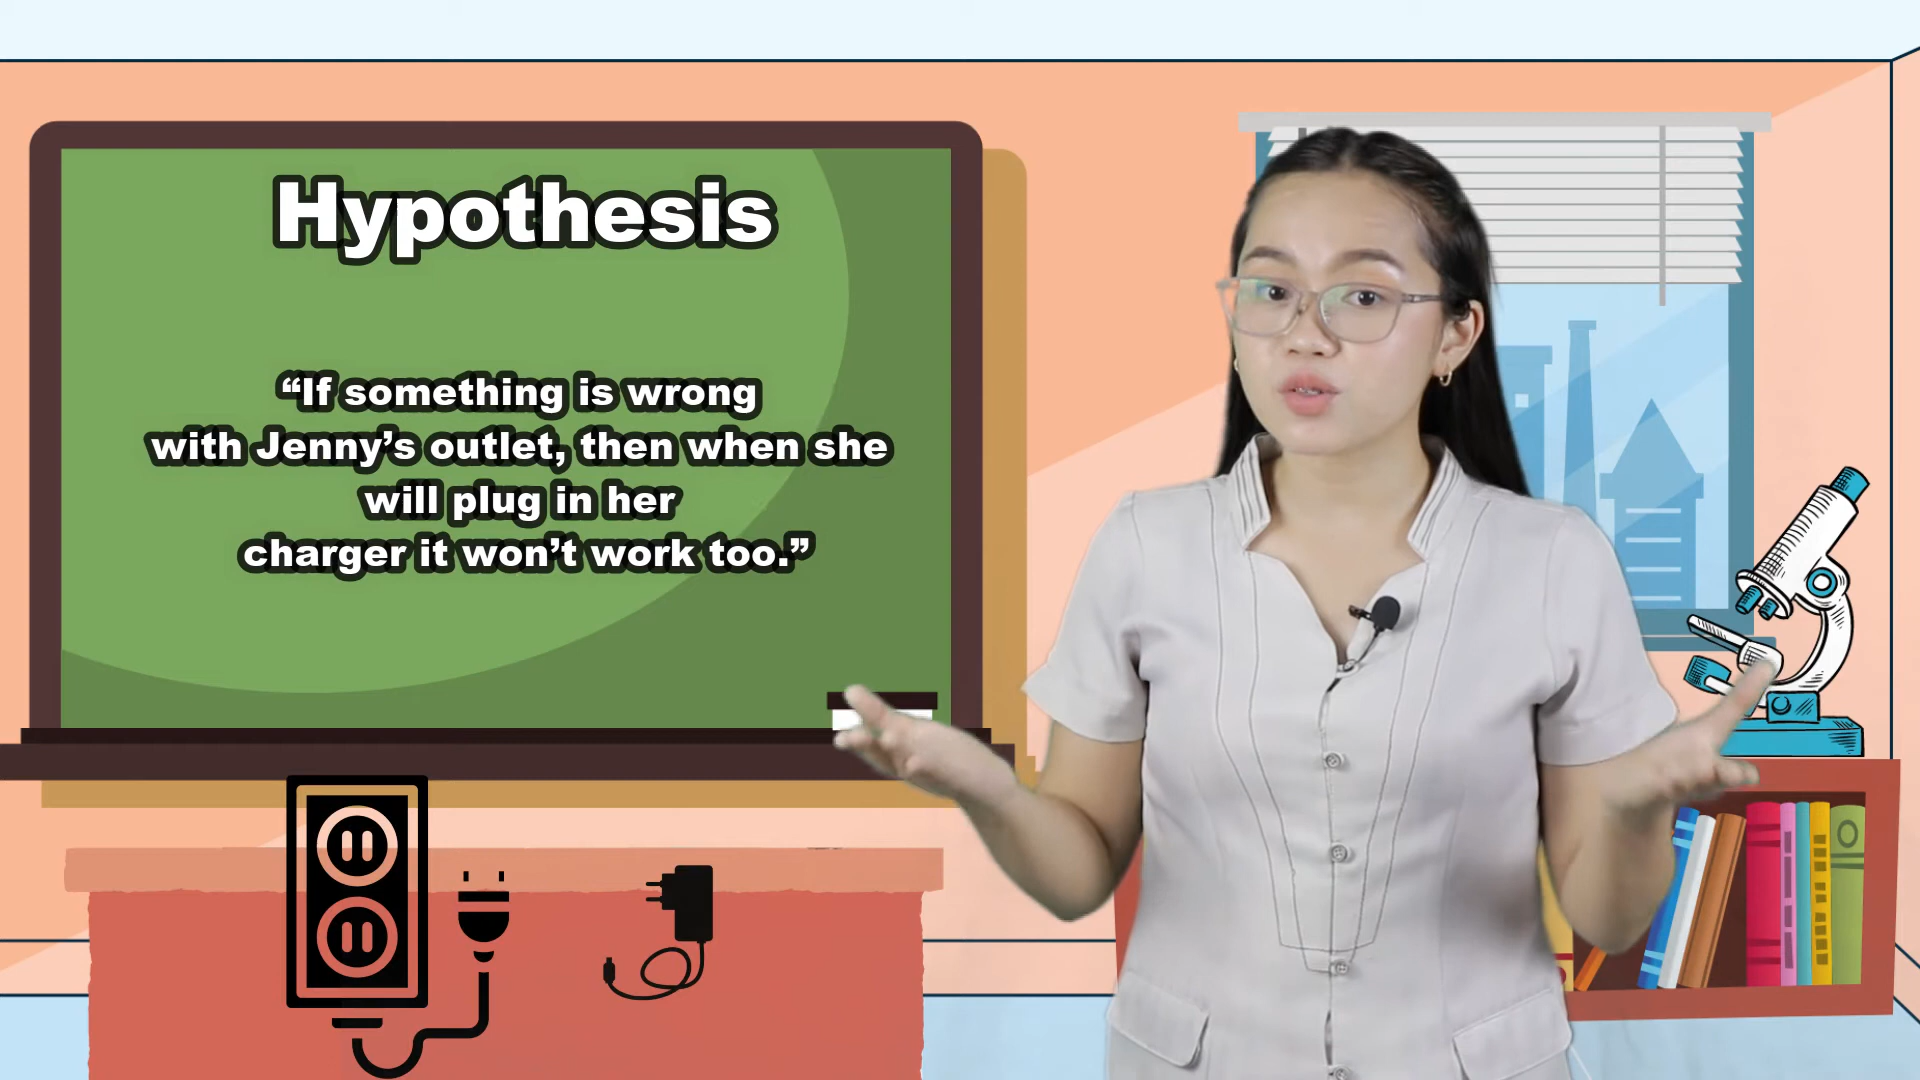 Hypothesis
“If something is wrong
with Jenny’s outlet, then when she
will plug in her
charger it won’t work too.”